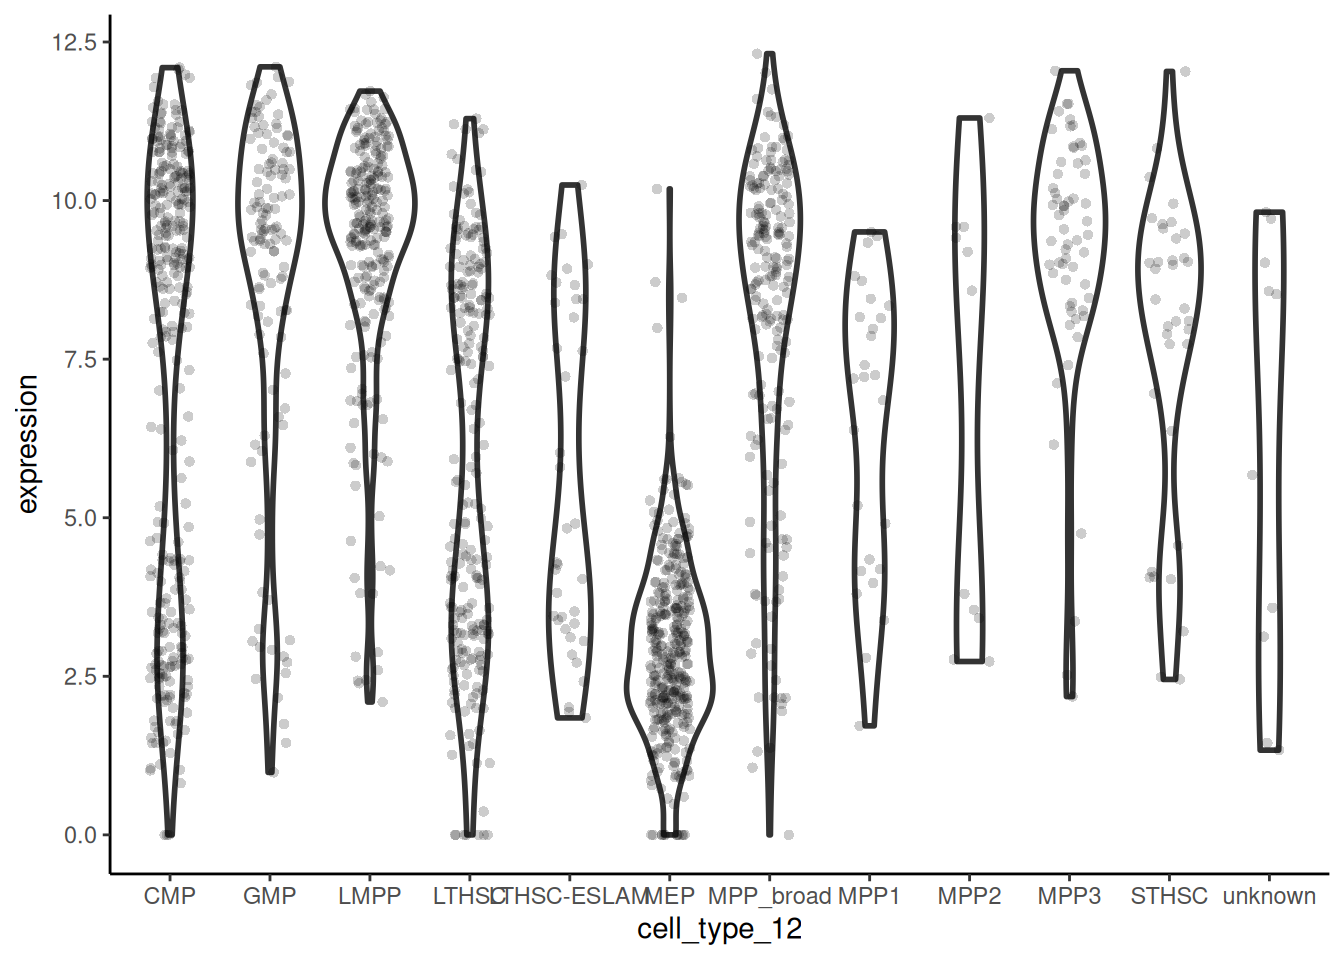 12.5
10.0
7.5
5.0
2.5
0.0
expression
CMP GMP LMPP LTHSC LTHSC-ESLAM MEP MPP_broad MPP1 MPP2 MPP3 STHSC unknown
cell_type_12